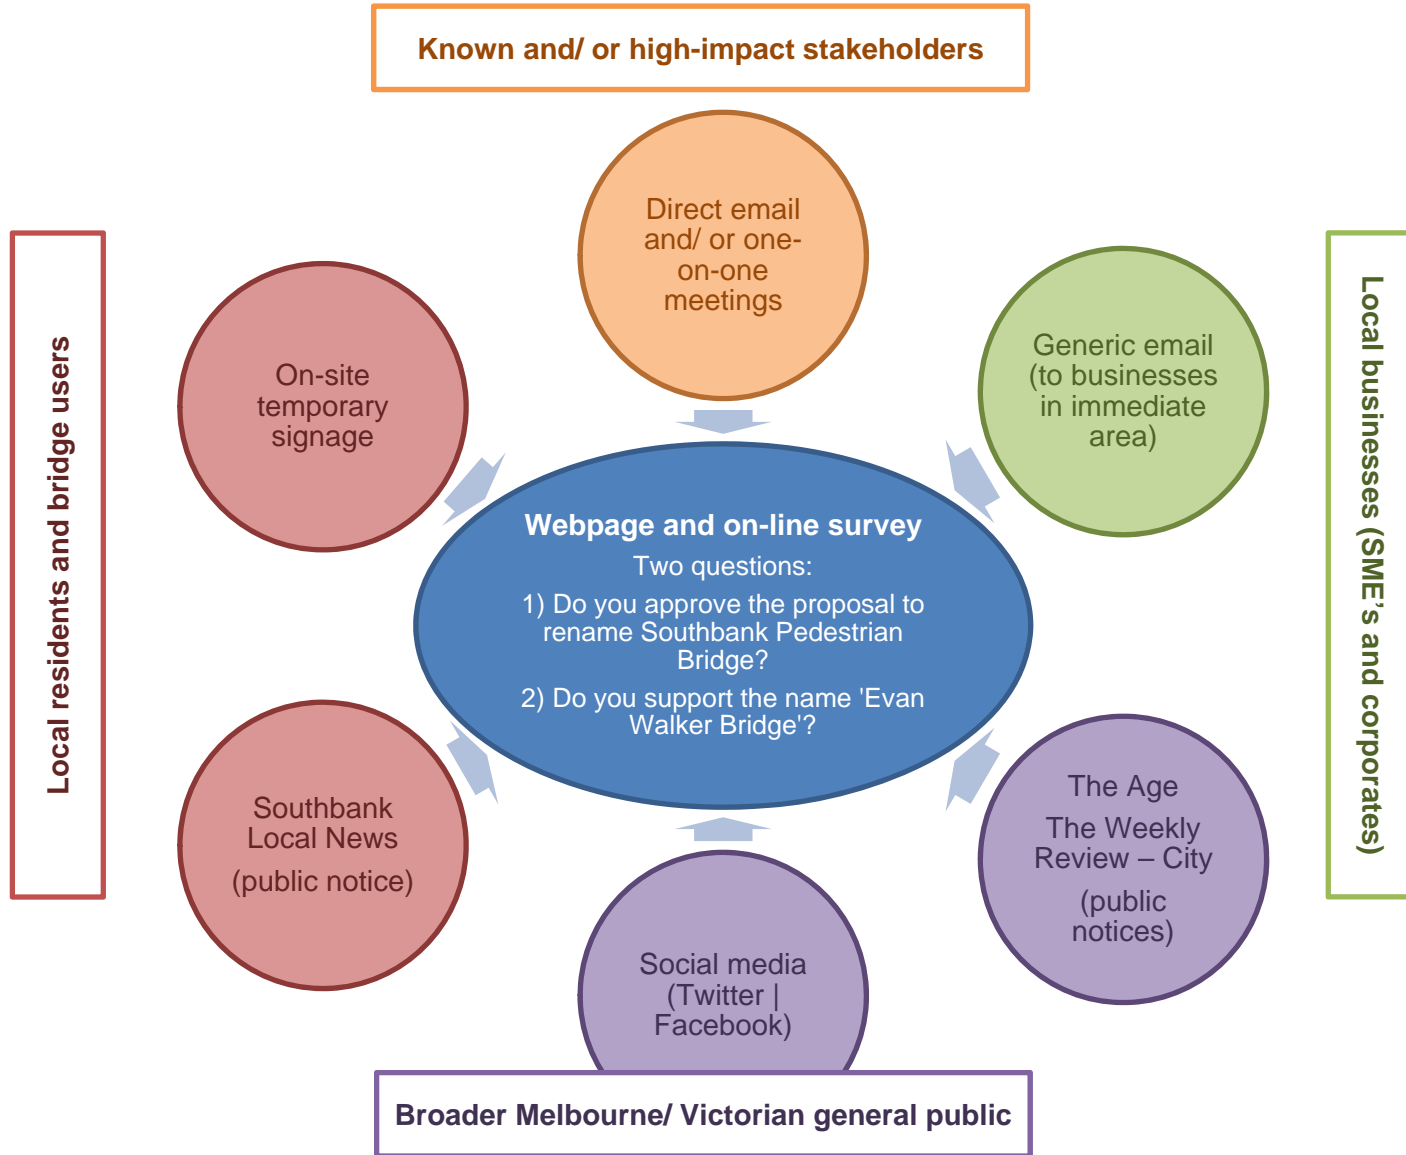 Known and/ or high-impact stakeholders
Direct email
and/ or one-
on-one
meetings
Local residents and bridge users
On-site
temporary
signage
Generic email
(to businesses
in immediate
area)
Local businesses (SME's and corporates)
Webpage and on-line survey
Two questions:
1) Do you approve the proposal to
rename Southbank Pedestrian
Bridge?
2) Do you support the name 'Evan
Walker Bridge'?
Southbank
Local News
(public notice)
The Age
The Weekly
Review – City
(public
notices)
Social media
(Twitter |
Facebook)
Broader Melbourne/ Victorian general public